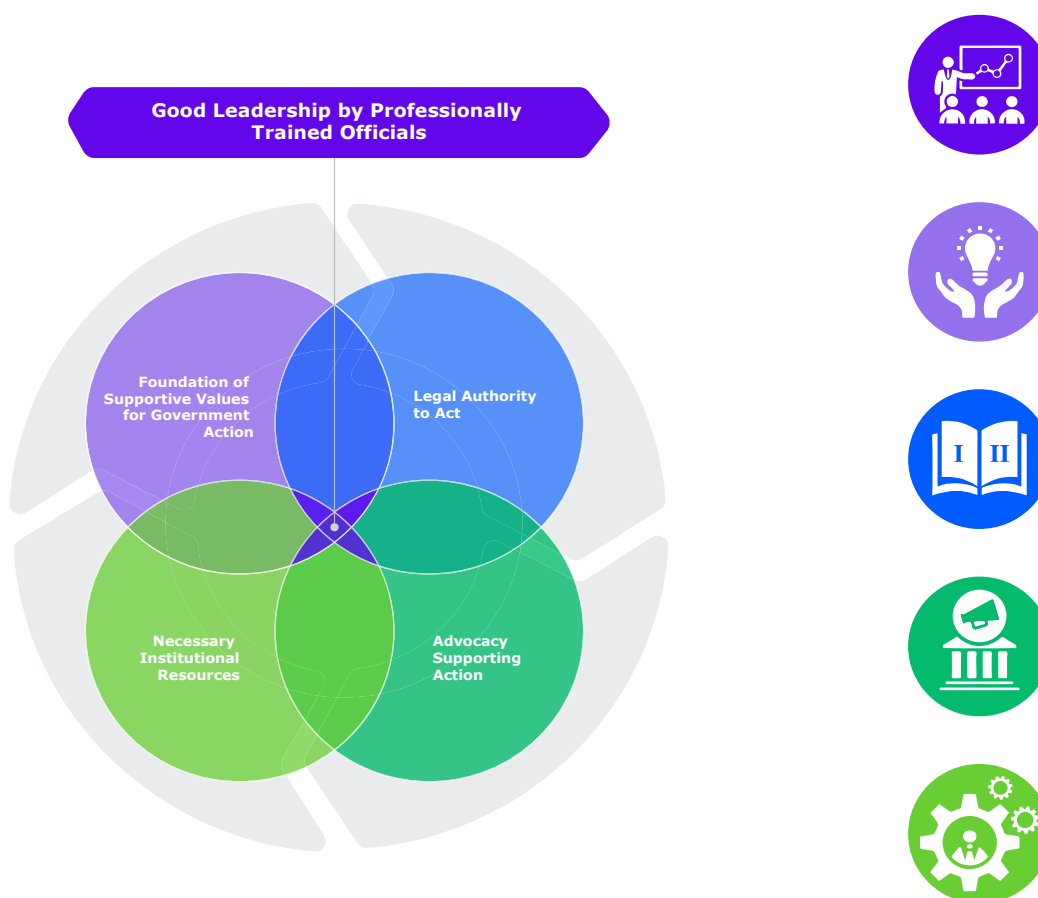 Good Leadership by Professionally
Trained Officials
Foundation of
Supportive Values
for Government
Action
Legal Authority
to Act
Necessary
Institutional
Resources
Advocacy
Supporting
Action
I II